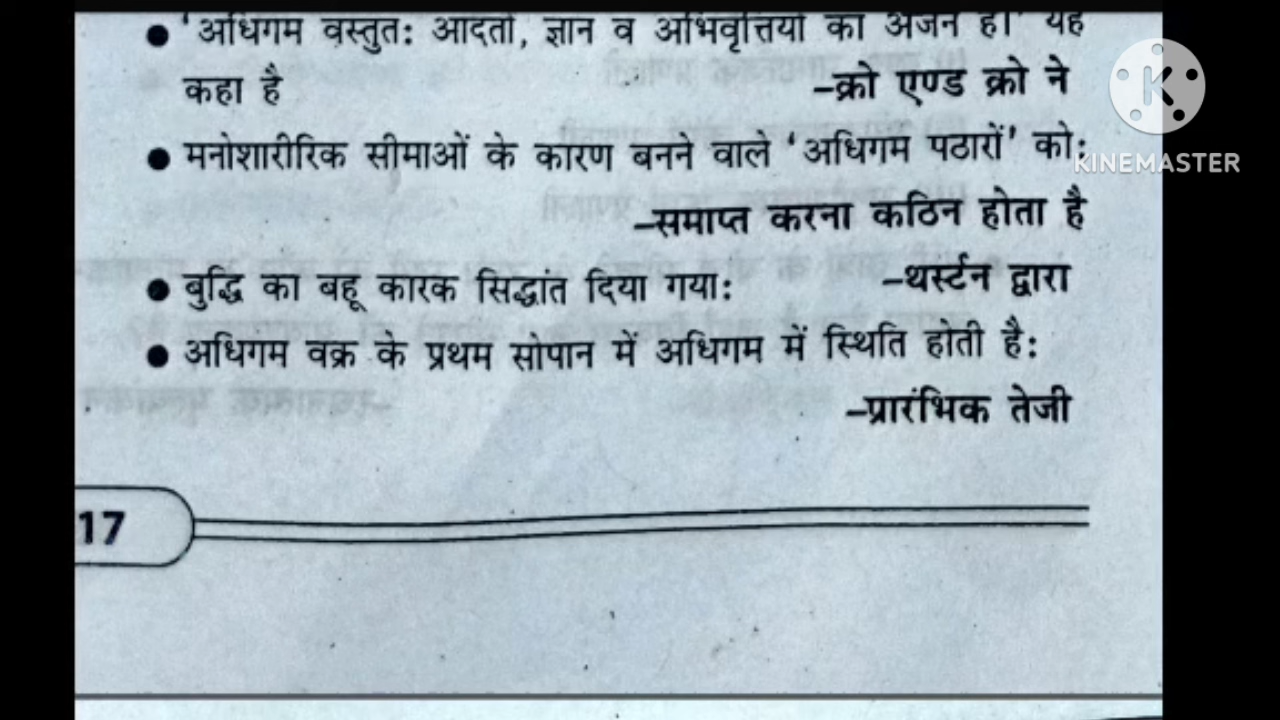 ● 'अधिगम वस्तुतः आदतों, ज्ञान व अभिवृत्तियों का अर्जन है।' यह
कहा है –क्रो एण्ड क्रो ने
● मनोशारीरिक सीमाओं के कारण बनने वाले 'अधिगम पठारों' को:
–समाप्त करना कठिन होता है
● बुद्धि का बहू कारक सिद्धांत दिया गया: –थर्स्टन द्वारा
● अधिगम वक्र के प्रथम सोपान में अधिगम में स्थिति होती है:
–प्रारंभिक तेजी
17
K
KINEMASTER